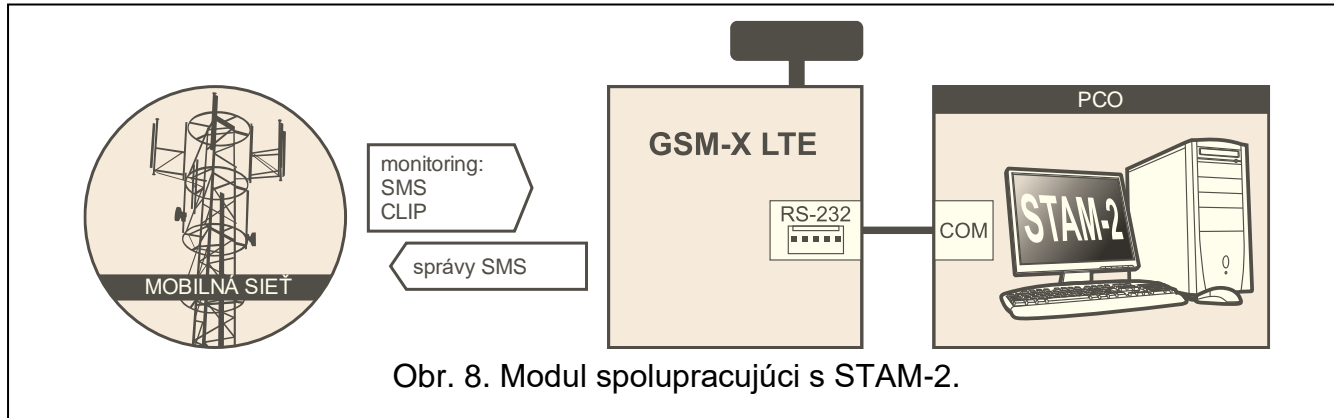 MOBILNÁ SIEŤ
monitoring:
SMS
CLIP
správy SMS
GSM-X LTE
RS-232
PCO
COM
STAM-2
Obr. 8. Modul spolupracujúci s STAM-2.